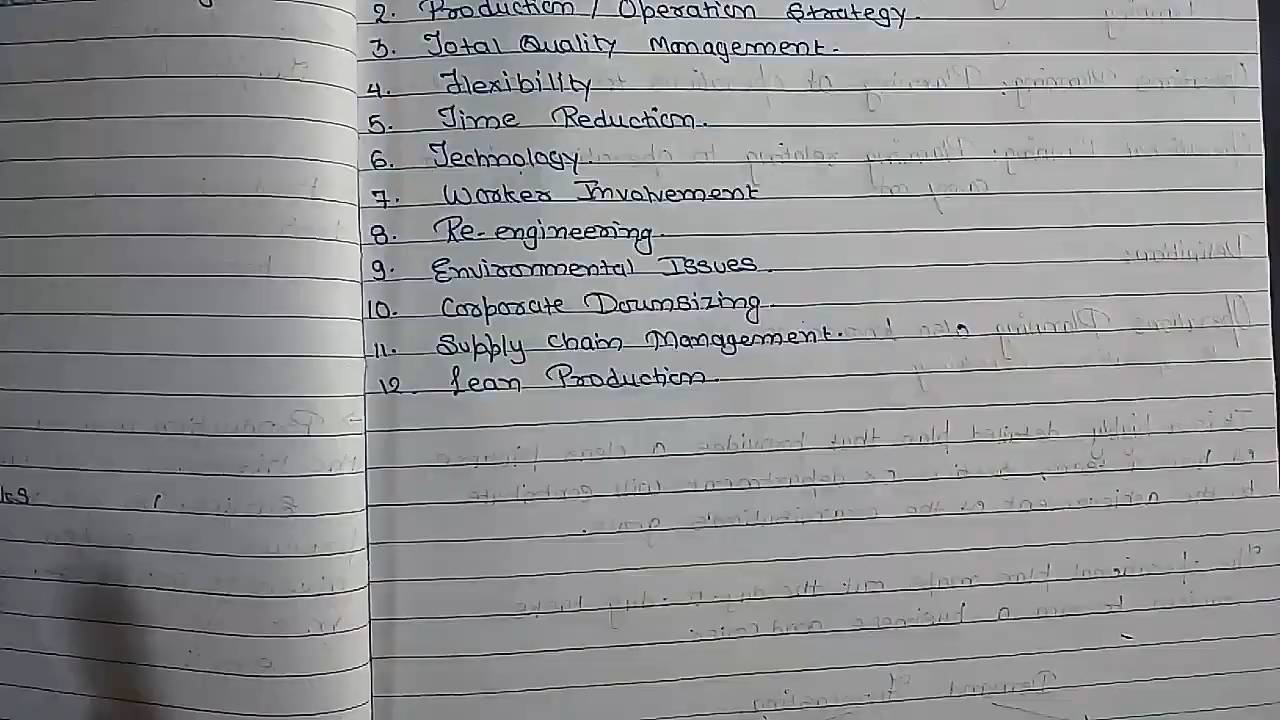 2. Production / Operation Strategy.
3. Total Quality Management.
4. Flexibility
5. Time Reduction.
6. Technology.
7. Worker Involvement
8. Re-engineering.
9. Environmental Issues.
10. Corporate Downsizing.
11. Supply Chain Management.
12. Lean Production.